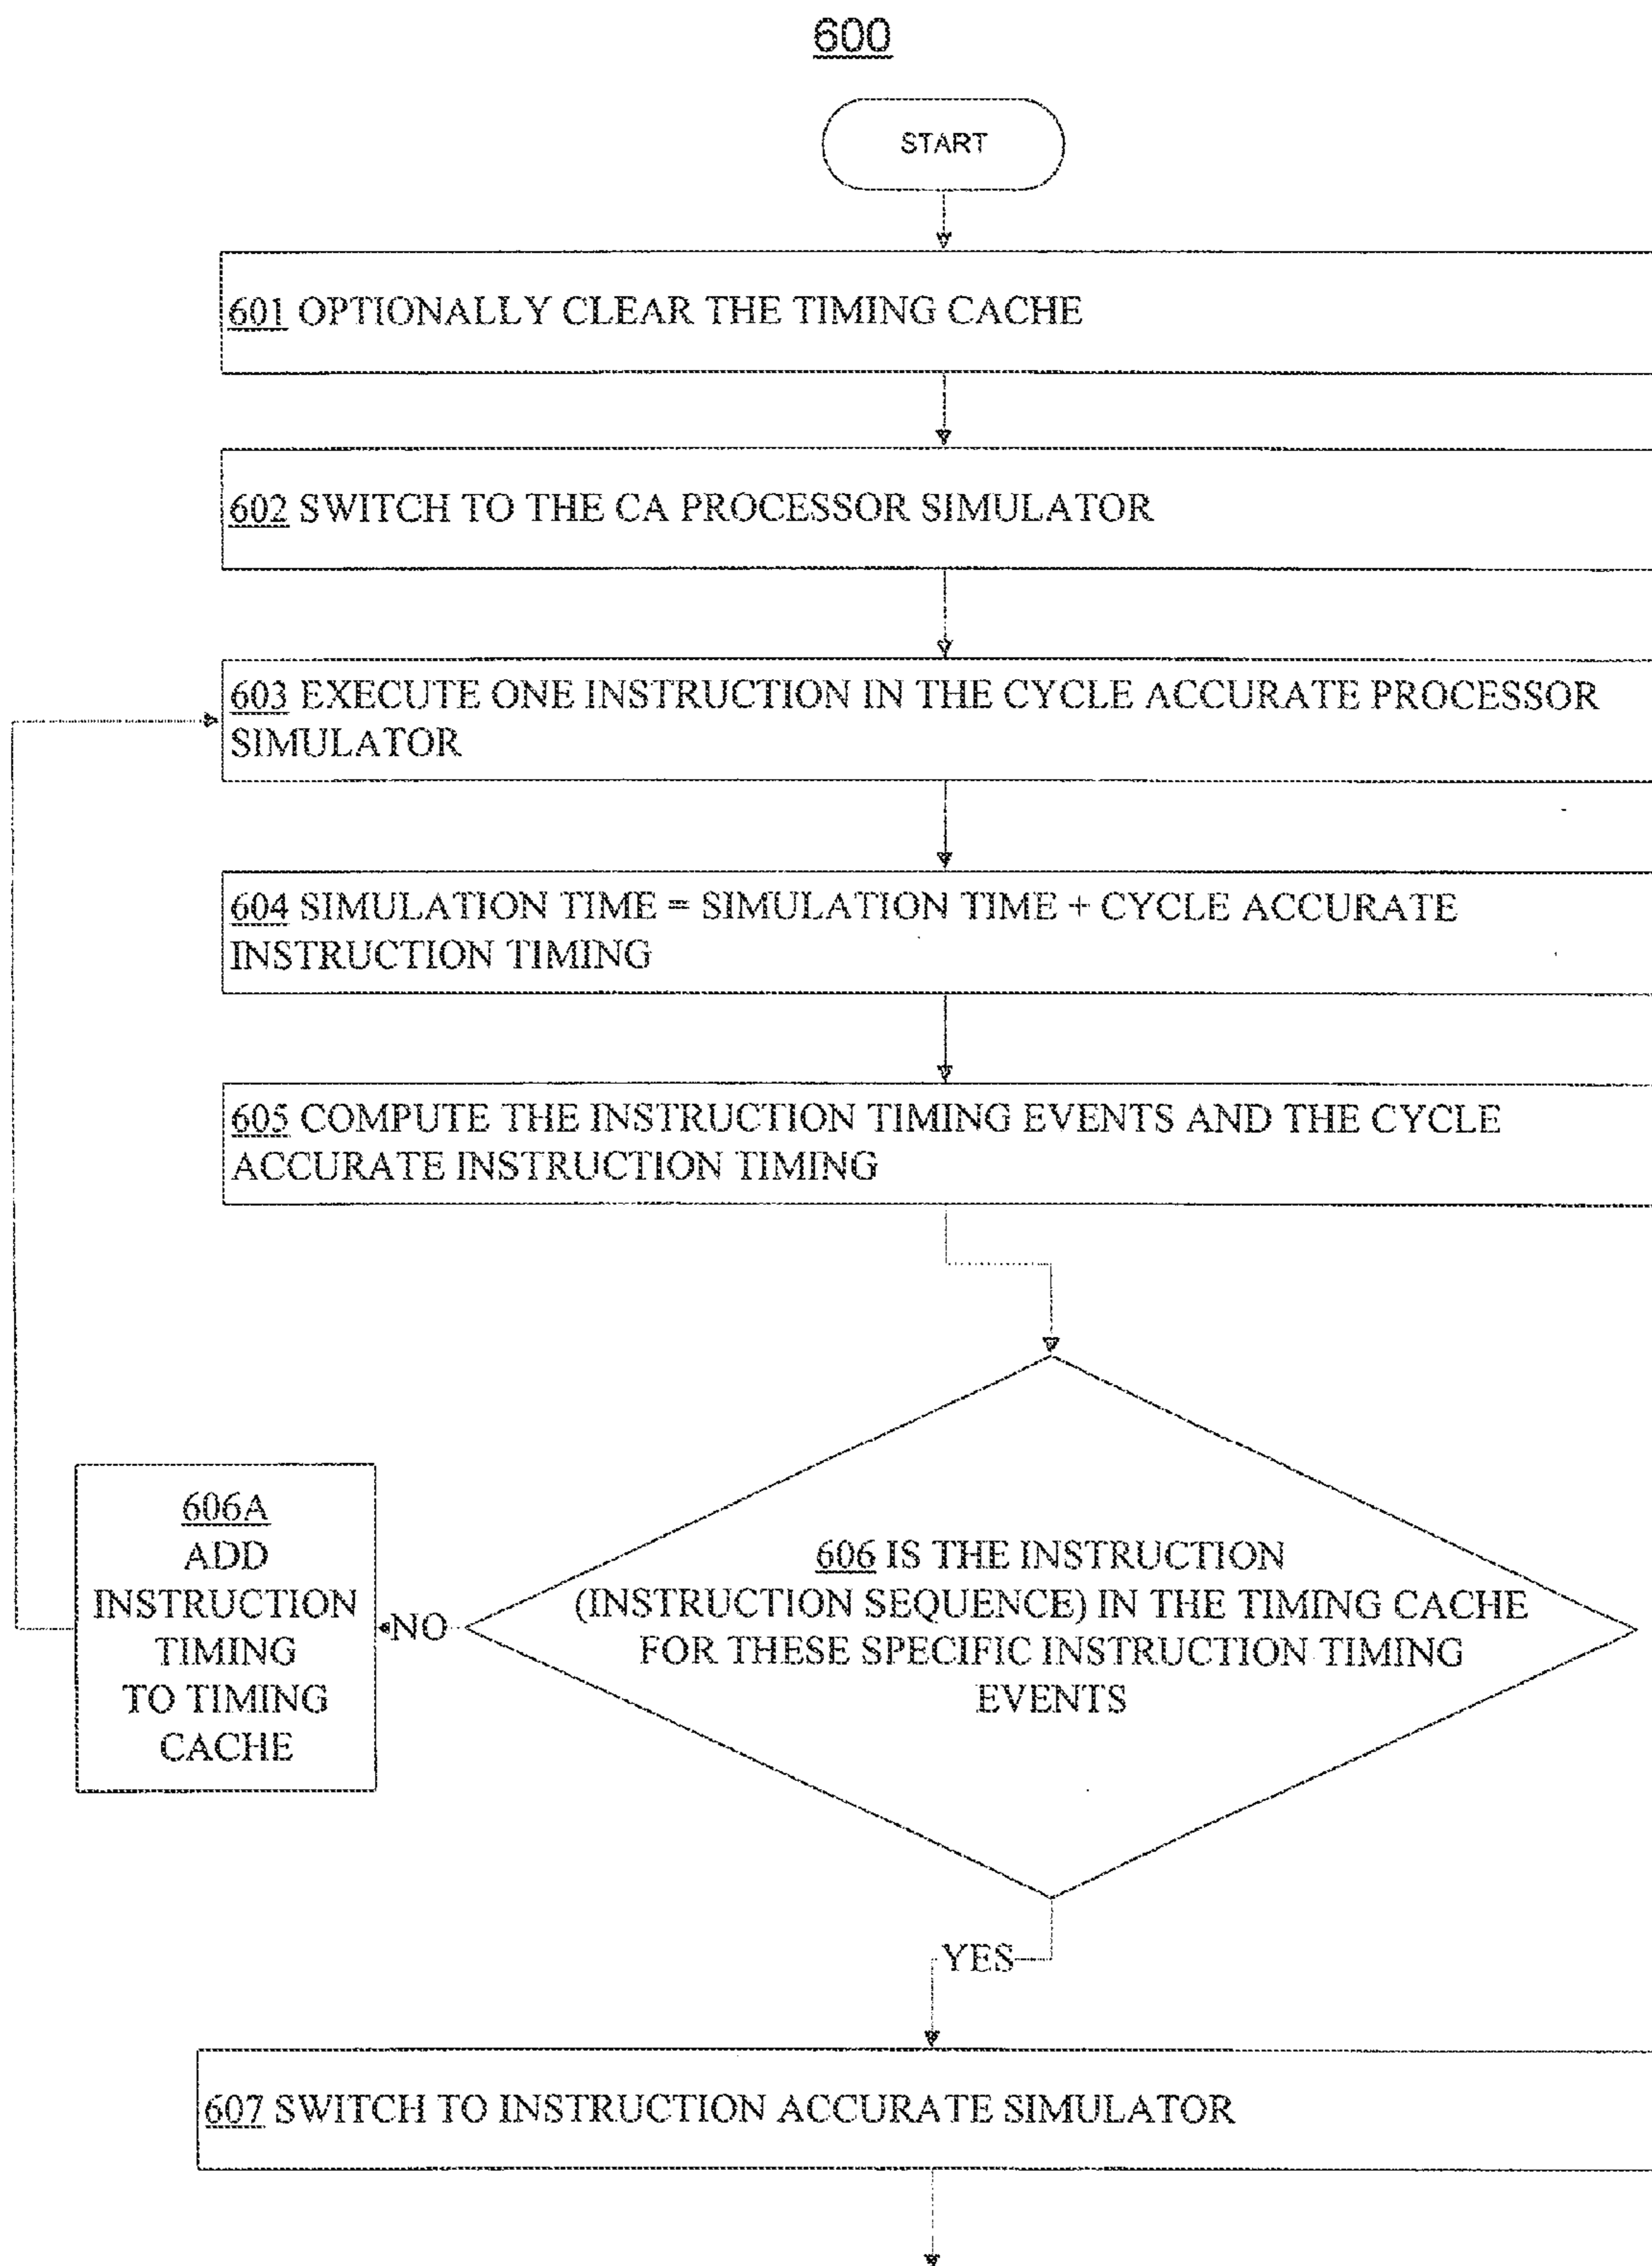 600
START
601 OPTIONALLY CLEAR THE TIMING CACHE
602 SWITCH TO THE CA PROCESSOR SIMULATOR
603 EXECUTE ONE INSTRUCTION IN THE CYCLE ACCURATE PROCESSOR
SIMULATOR
604 SIMULATION TIME = SIMULATION TIME + CYCLE ACCURATE
INSTRUCTION TIMING
605 COMPUTE THE INSTRUCTION TIMING EVENTS AND THE CYCLE
ACCURATE INSTRUCTION TIMING
606 IS THE INSTRUCTION
(INSTRUCTION SEQUENCE) IN THE TIMING CACHE
FOR THESE SPECIFIC INSTRUCTION TIMING
EVENTS
NO
606A
ADD
INSTRUCTION
TIMING
TO TIMING
CACHE
YES
607 SWITCH TO INSTRUCTION ACCURATE SIMULATOR